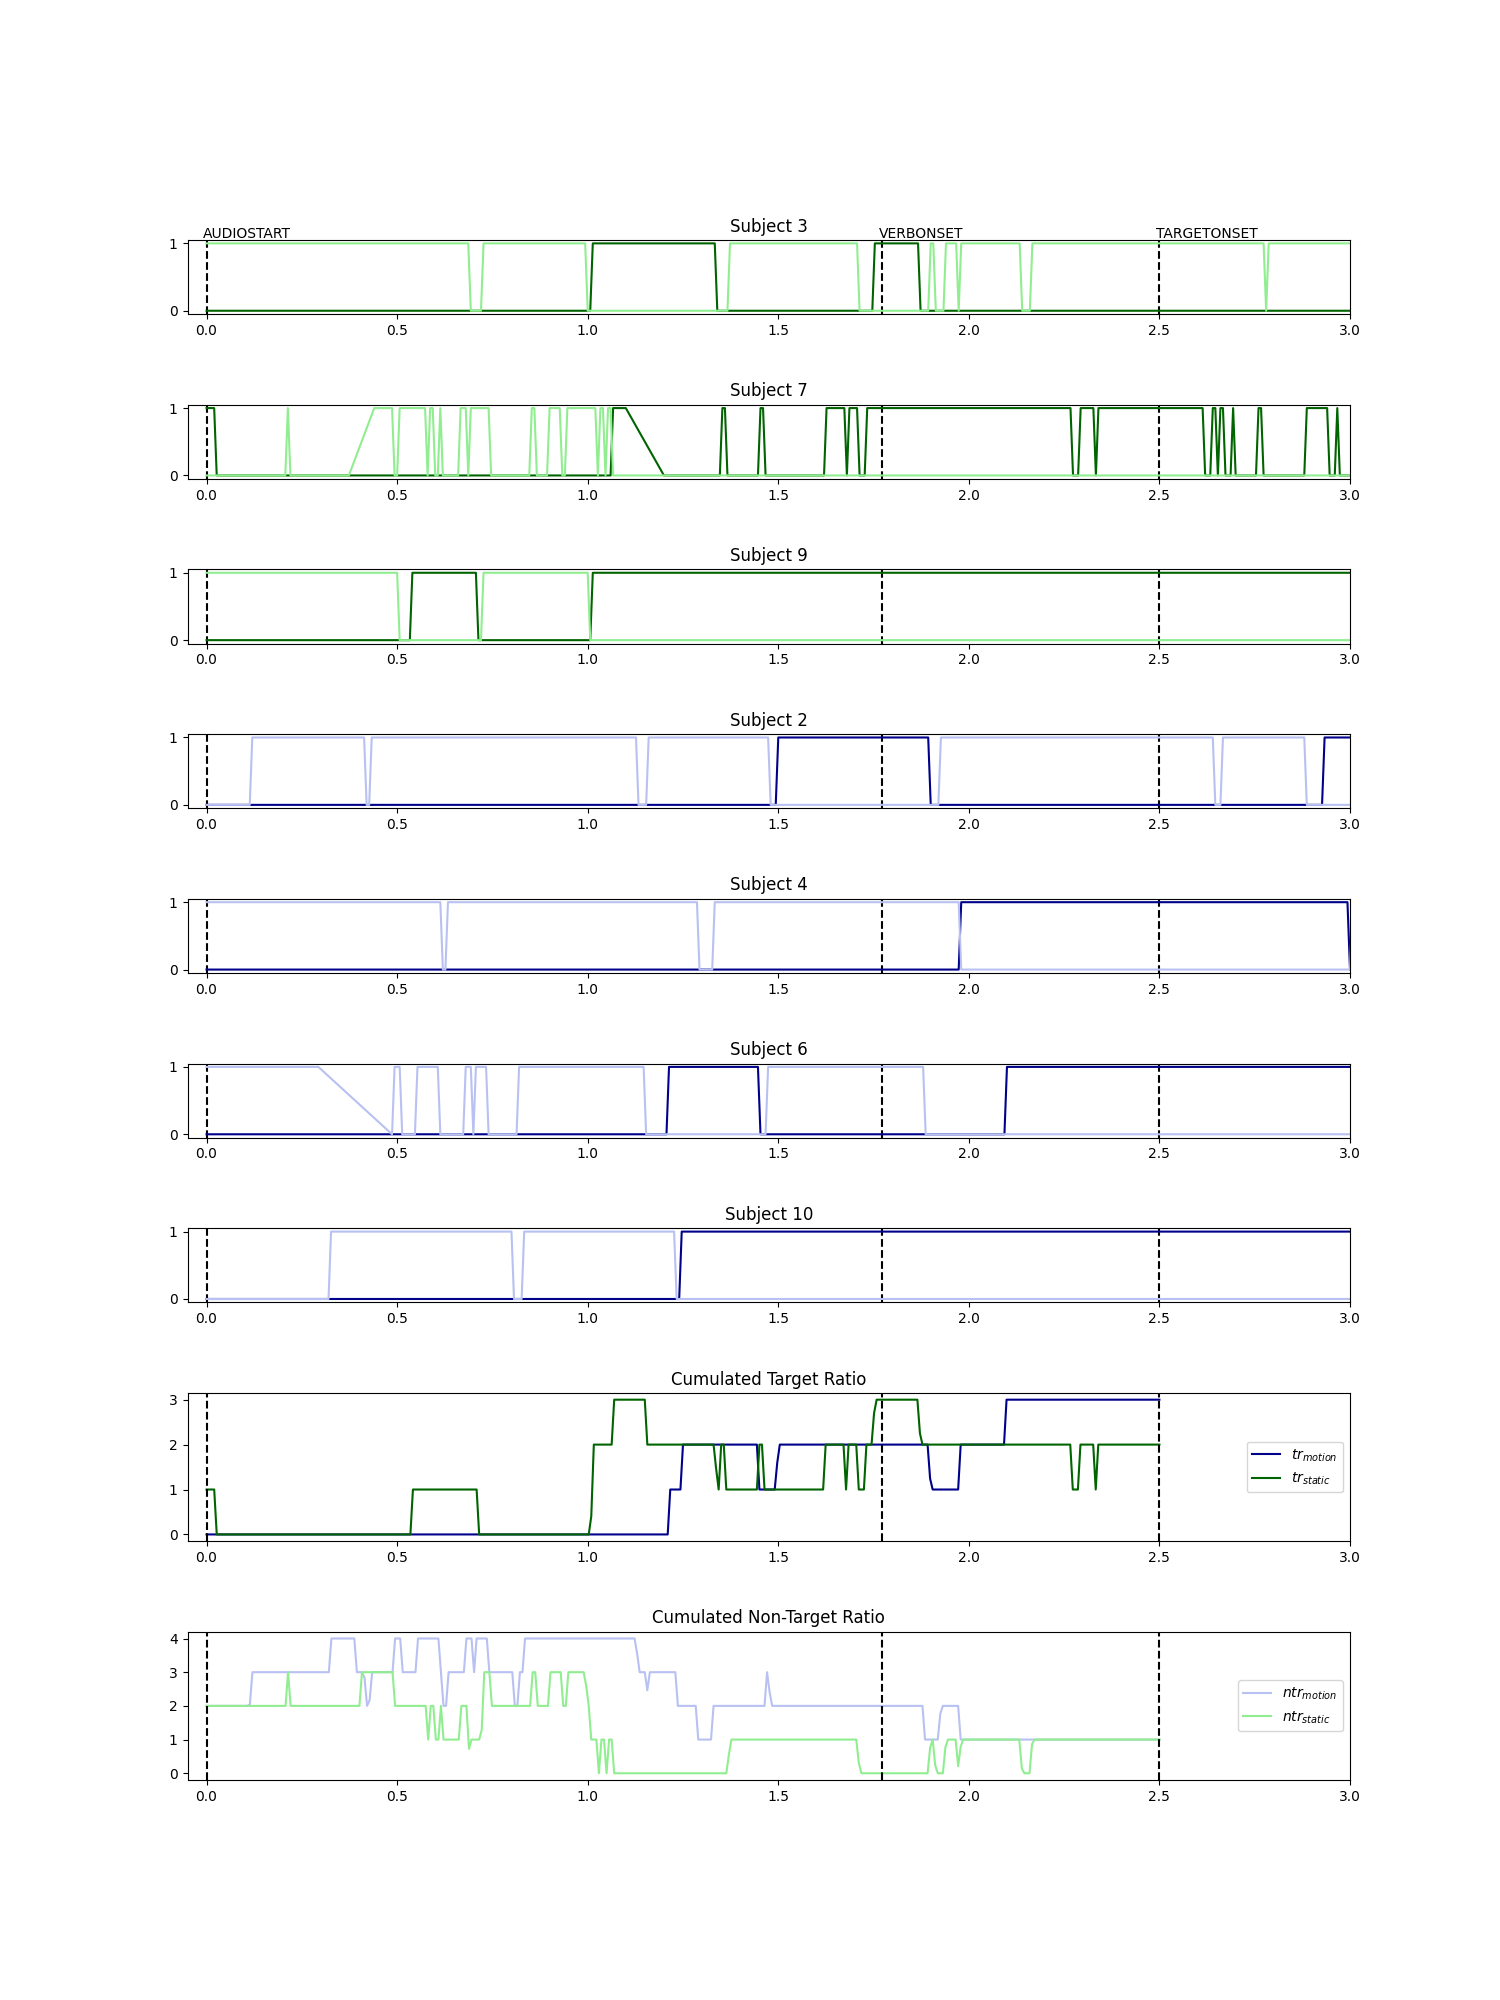 Subject 3
AUDIOSTART VERBONSET TARGETONSET
1
0
0.0 0.5 1.0 1.5 2.0 2.5 3.0
Subject 7
1
0
0.0 0.5 1.0 1.5 2.0 2.5 3.0
Subject 9
1
0
0.0 0.5 1.0 1.5 2.0 2.5 3.0
Subject 2
1
0
0.0 0.5 1.0 1.5 2.0 2.5 3.0
Subject 4
1
0
0.0 0.5 1.0 1.5 2.0 2.5 3.0
Subject 6
1
0
0.0 0.5 1.0 1.5 2.0 2.5 3.0
Subject 10
1
0
0.0 0.5 1.0 1.5 2.0 2.5 3.0
Cumulated Target Ratio
3
2
1
0
tr_motion
tr_static
0.0 0.5 1.0 1.5 2.0 2.5 3.0
Cumulated Non-Target Ratio
4
3
2
1
0
ntr_motion
ntr_static
0.0 0.5 1.0 1.5 2.0 2.5 3.0